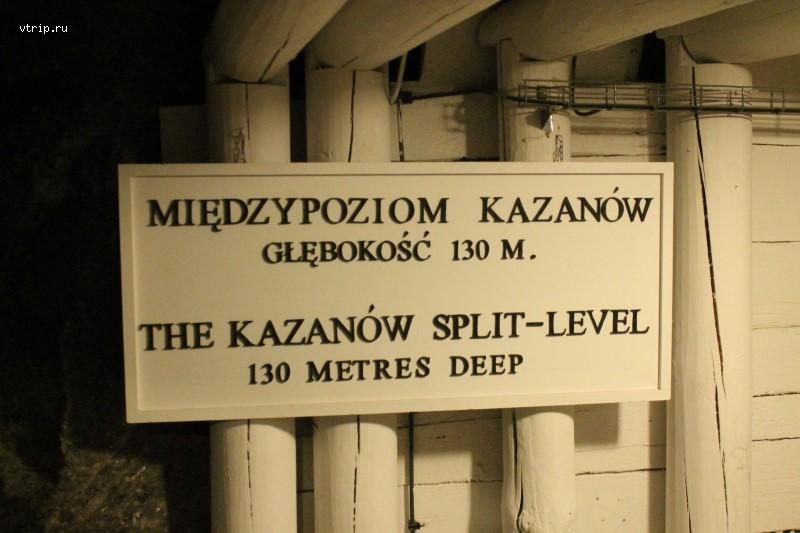 vtrip.ru
MIĘDZYPOZIOM KAZANÓW
GŁĘBOKOŚĆ 130 M.
THE KAZANÓW SPLIT-LEVEL
130 METRES DEEP